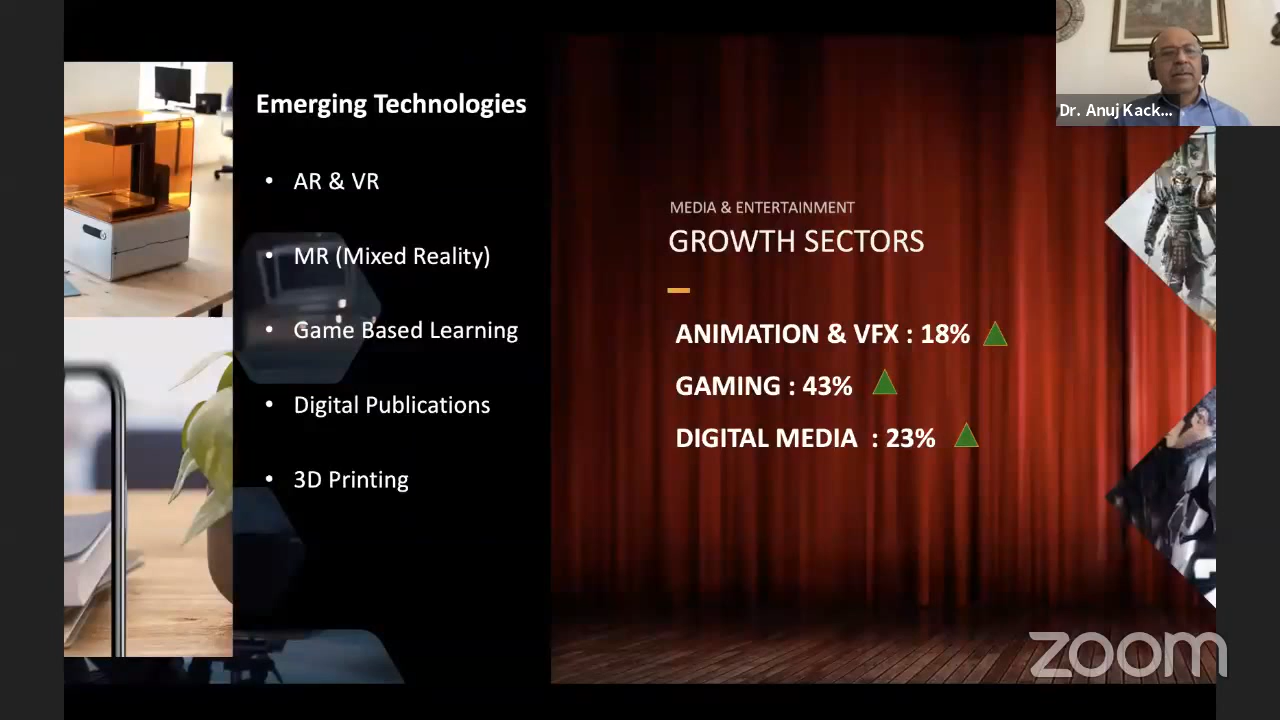 Emerging Technologies
• AR & VR
• MR (Mixed Reality)
• Game Based Learning
• Digital Publications
• 3D Printing
MEDIA & ENTERTAINMENT
GROWTH SECTORS
ANIMATION & VFX : 18%
GAMING : 43%
DIGITAL MEDIA : 23%
Dr. Anuj Kack...
zoom